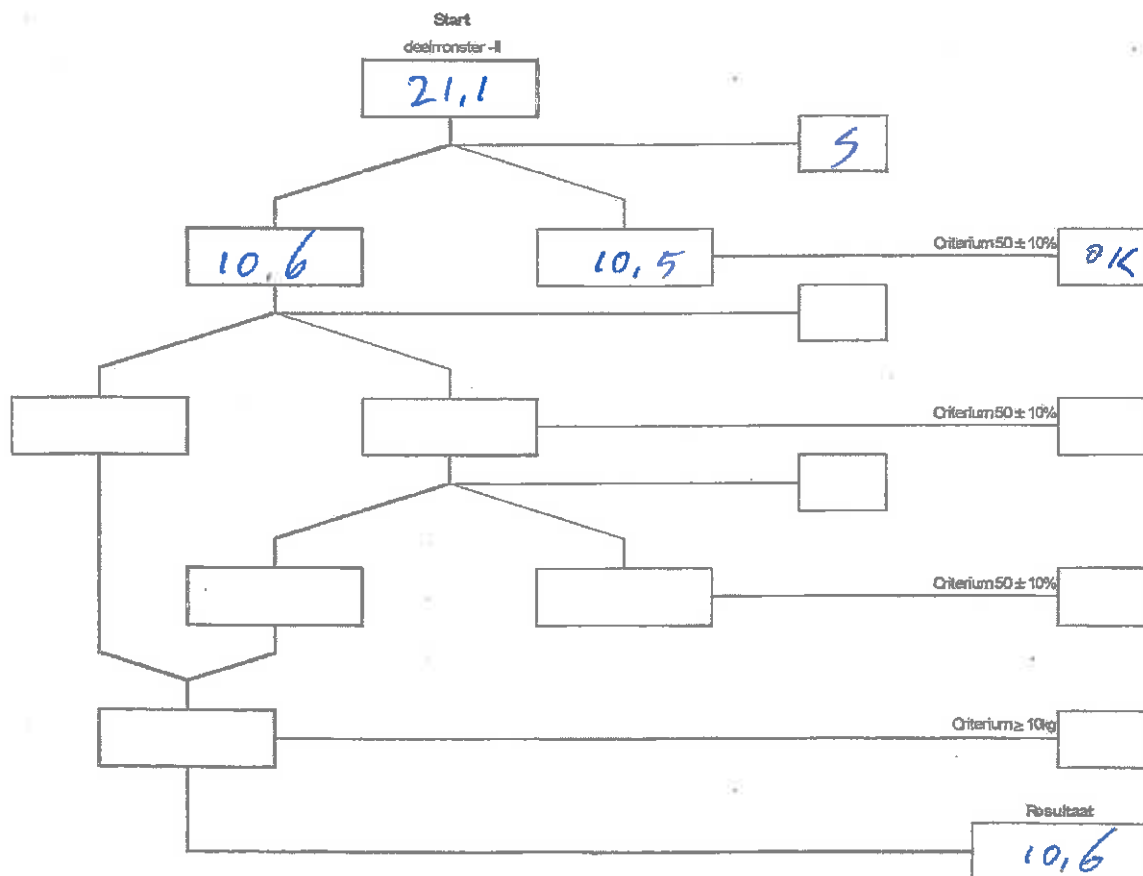 Start
deelmonster -II
21,1
S
10,6
10,5
Criterium 50 ± 10%
OK
Criterium 50 ± 10%
Criterium 50 ± 10%
Criterium ≥ 10kg
Resultaat
10,6